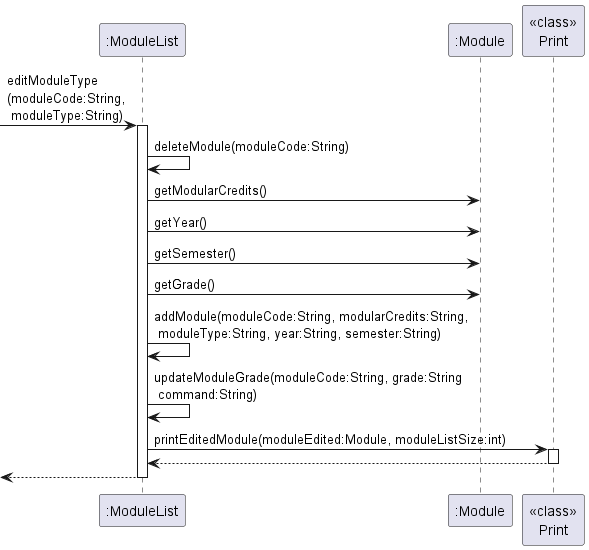 «class»
:ModuleList
:Module
Print
editModuleType
(moduleCode:String,
moduleType:String)
deleteModule(moduleCode:String)
getModularCredits()
getYear()
getSemester()
getGrade()
addModule(moduleCode:String, modularCredits:String,
moduleType:String, year:String, semester:String)
updateModuleGrade(moduleCode:String, grade:String
command:String)
printEditedModule(moduleEdited:Module, moduleListSize:int)
:ModuleList
:Module
«class»
Print